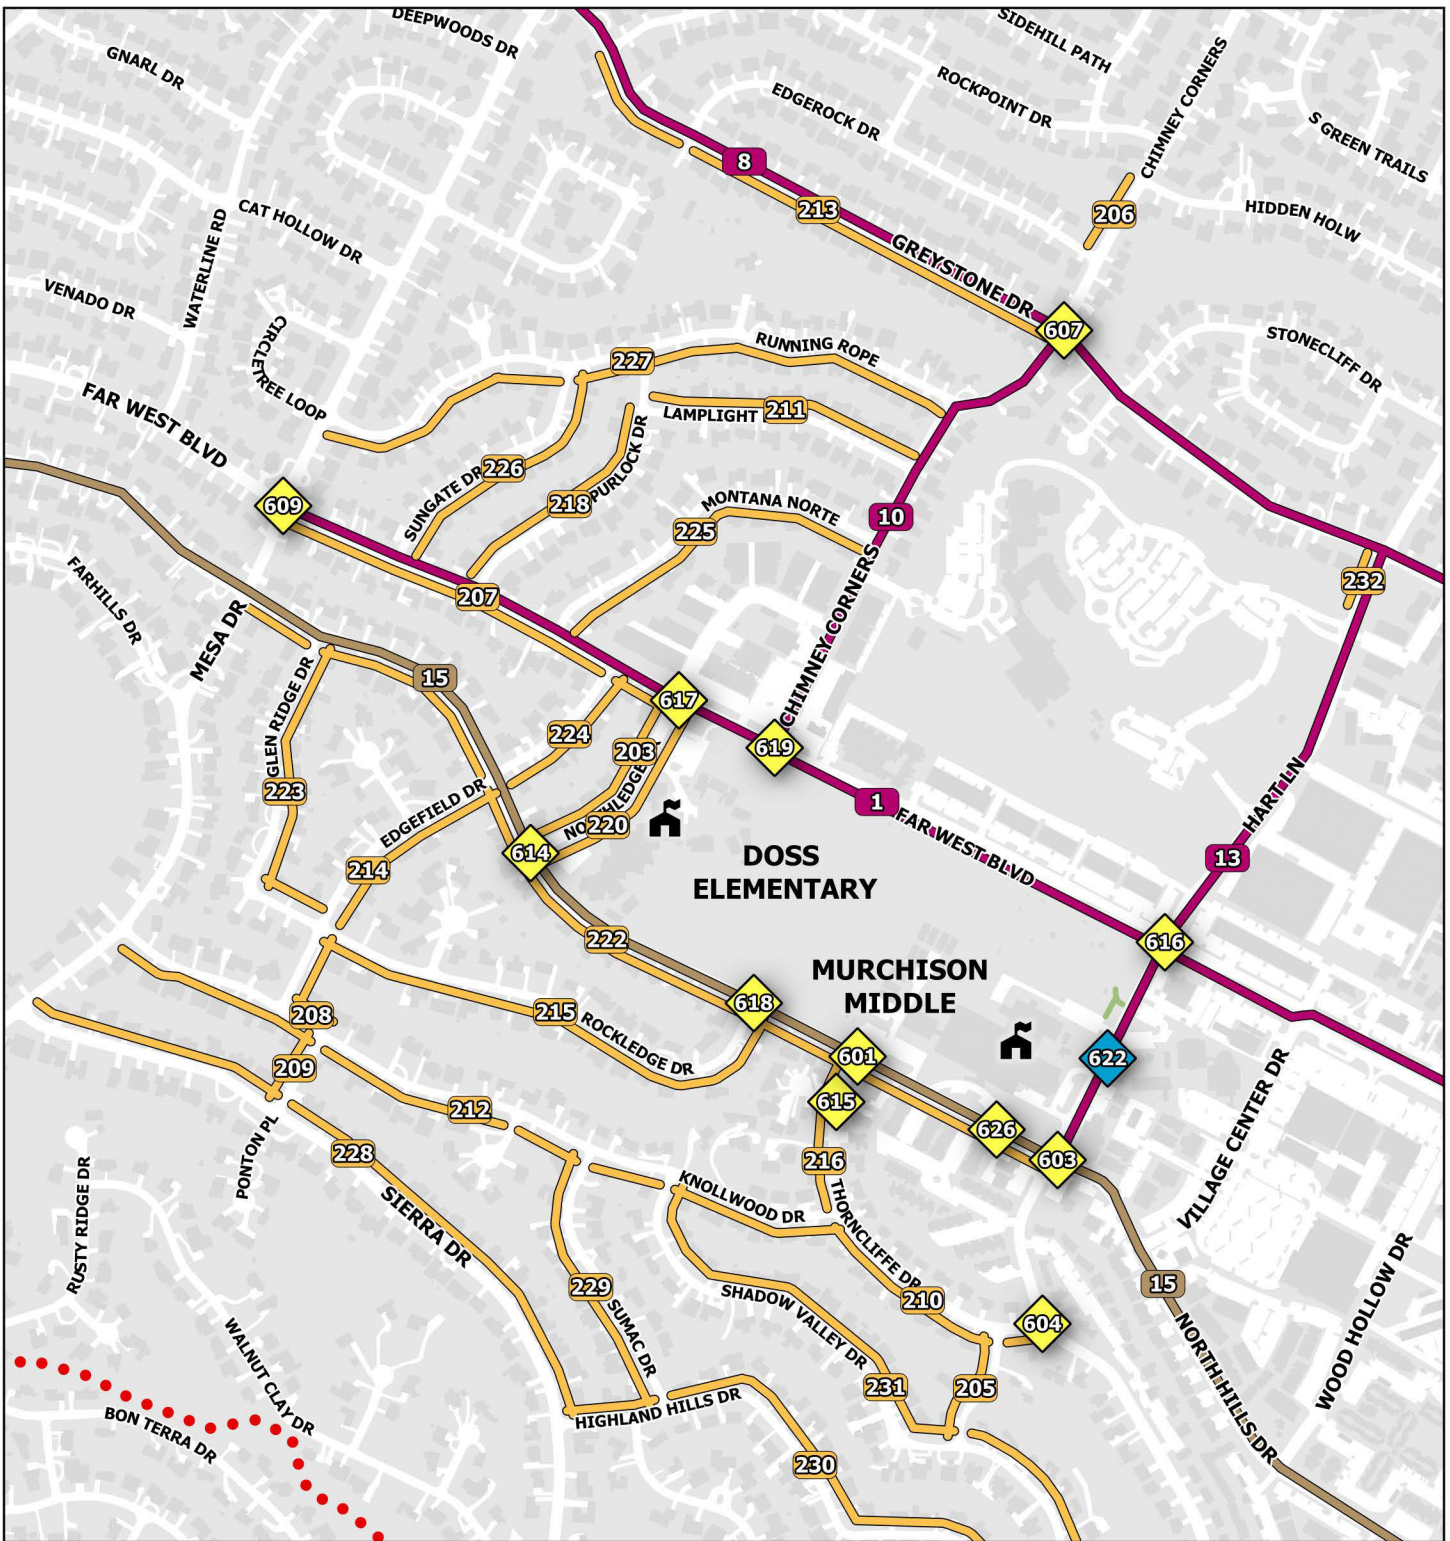 DEEPWOODS DR
SIDEHILL PATH
GNARL DR
ROCKPOINT DR
CHIMNEY CORNERS
EDGEROCK DR
S GREEN TRAILS
8
213
206
CAT HOLLOW DR
HIDDEN HOLW
WATERLINE RD
GREYSTONE DR
VENADO DR
607
CIRCLETREE LOOP
RUNNING ROPE
STONECLIFF DR
227
FAR WEST BLVD
LAMPLIGHT
211
SUNGATE DR
226
PURLOCK DR
218
609
MONTANA NORTE
225
10
CHIMNEY CORNERS
FARHILLS DR
207
232
MESA DR
15
GLEN RIDGE DR
617
224
203
619
223
EDGEFIELD DR
220
614
1
FAR WEST BLVD
HART LN
13
214
DOSS
ELEMENTARY
222
616
MURCHISON
MIDDLE
618
208
215
ROCKLEDGE DR
601
622
209
615
212
626
603
228
216
PONTON PL
VILLAGE CENTER DR
RUSTY RIDGE DR
SIERRA DR
KNOLLWOOD DR
THORNCLIFFE DR
229
SUMAC DR
SHADOW VALLEY DR
210
604
15
NORTH HILLS DR
WOOD HOLLOW DR
WALNUT CLAY DR
231
205
BON TERRA DR
HIGHLAND HILLS DR
230